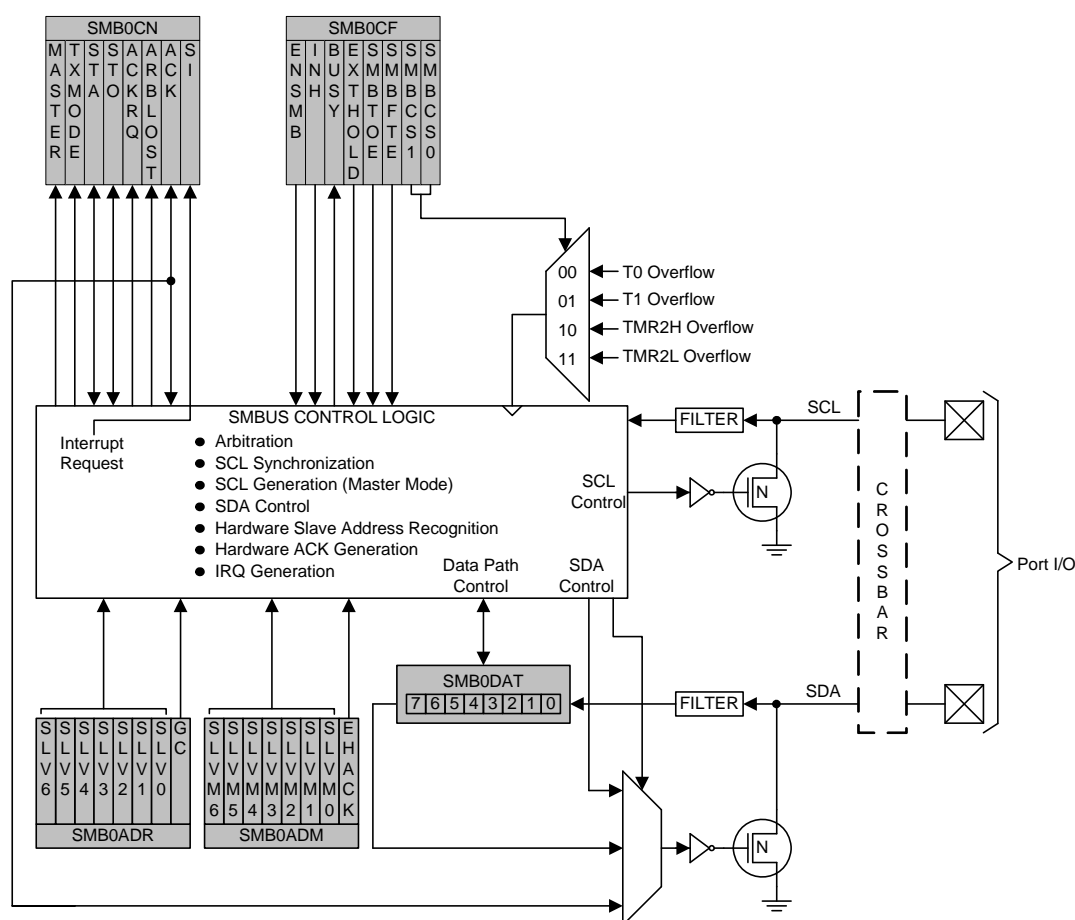 SMB0CN
MASTER
TXMODE
STA
STO
ACKRQ
ARBLOST
ACK
SI
SMB0CF
ENSMB
INH
BUSY
EXTHOLD
SMBTOE
SMBFTE
SMBCS1
SMBCS0
00
T0 Overflow
01
T1 Overflow
10
TMR2H Overflow
11
TMR2L Overflow
SMBUS CONTROL LOGIC
Interrupt
Request
● Arbitration
● SCL Synchronization
● SCL Generation (Master Mode)
● SDA Control
● Hardware Slave Address Recognition
● Hardware ACK Generation
● IRQ Generation
SCL
Control
Data Path
Control
SDA
Control
FILTER
SCL
N
CROSSBAR
Port I/O
SMB0DAT
7 6 5 4 3 2 1 0
FILTER
SDA
N
SLV6
SLV5
SLV4
SLV3
SLV2
SLV1
SLV0
GC
SMB0ADR
SLVM6
SLVM5
SLVM4
SLVM3
SLVM2
SLVM1
SLVM0
EHACK
SMB0ADM